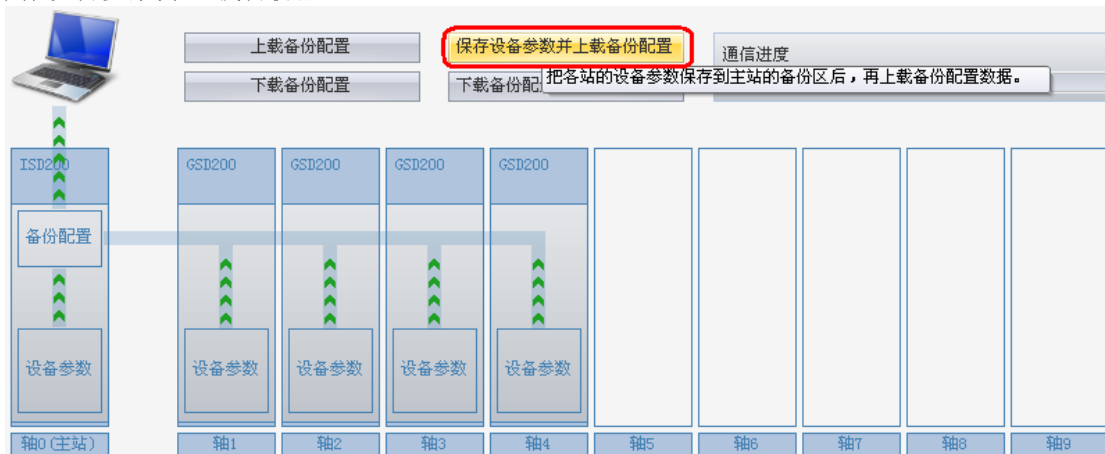 上载备份配置
保存设备参数并上载备份配置
通信进度
把各站的设备参数保存到主站的备份区后，再上载备份配置数据。
下载备份配置
下载备份配
ISD200
GSD200
GSD200
GSD200
GSD200
备份配置
设备参数
设备参数
设备参数
设备参数
设备参数
轴0(主站)
轴1
轴2
轴3
轴4
轴5
轴6
轴7
轴8
轴9